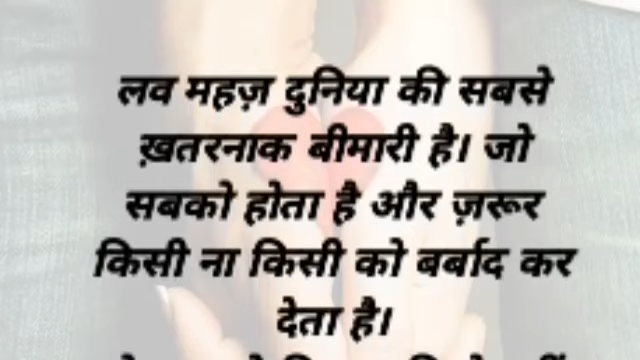 लव महज़ दुनिया की सबसे
ख़तरनाक बीमारी है। जो
सबको होता है और ज़रूर
किसी ना किसी को बर्बाद कर
देता है।